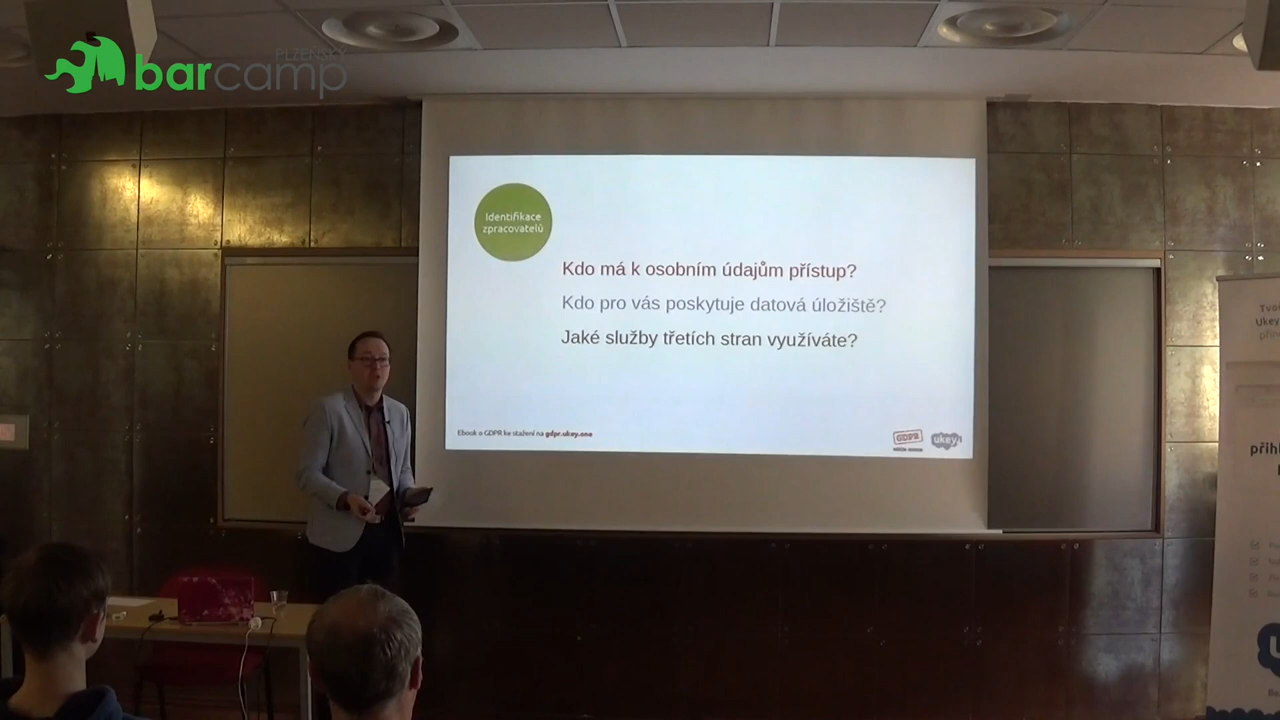 PLZEŇSKÝ
barcamp
Identifikace
zpracovatelů
Kdo má k osobním údajům přístup?
Kdo pro vás poskytuje datová úložiště?
Jaké služby třetích stran využíváte?
Ebook o GDPR ke stažení na gdpr.ukey.one
GDPR
ukey